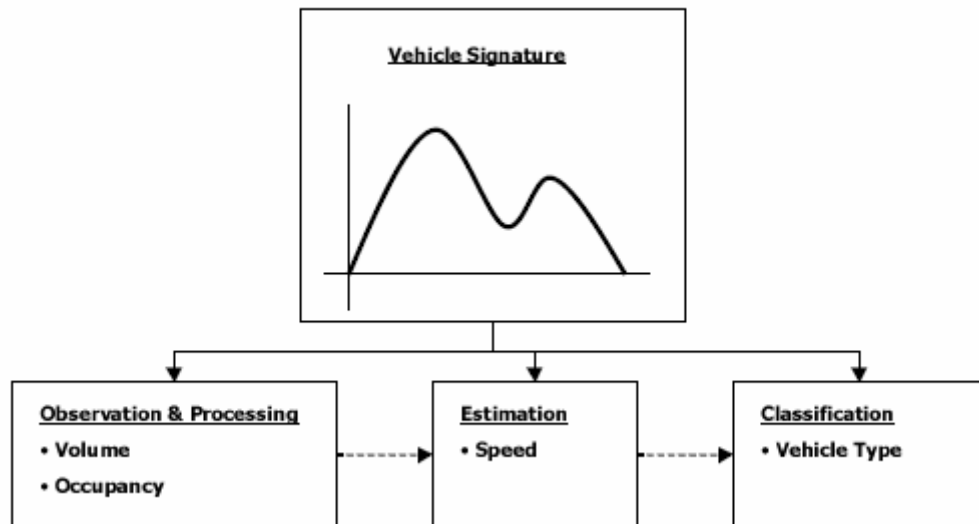 Vehicle Signature
Observation & Processing
• Volume
• Occupancy
Estimation
• Speed
Classification
• Vehicle Type